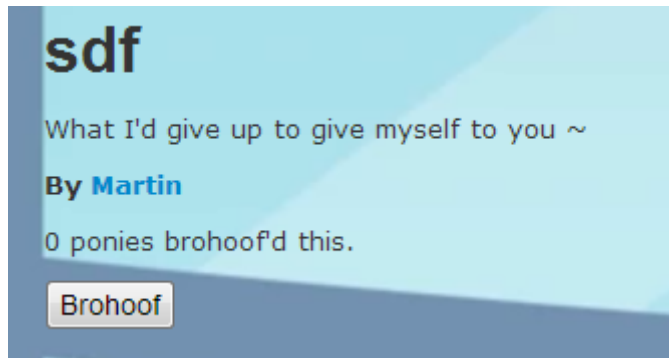 sdf
What I'd give up to give myself to you ~
By Martin
0 ponies brohoof'd this.
Brohoof